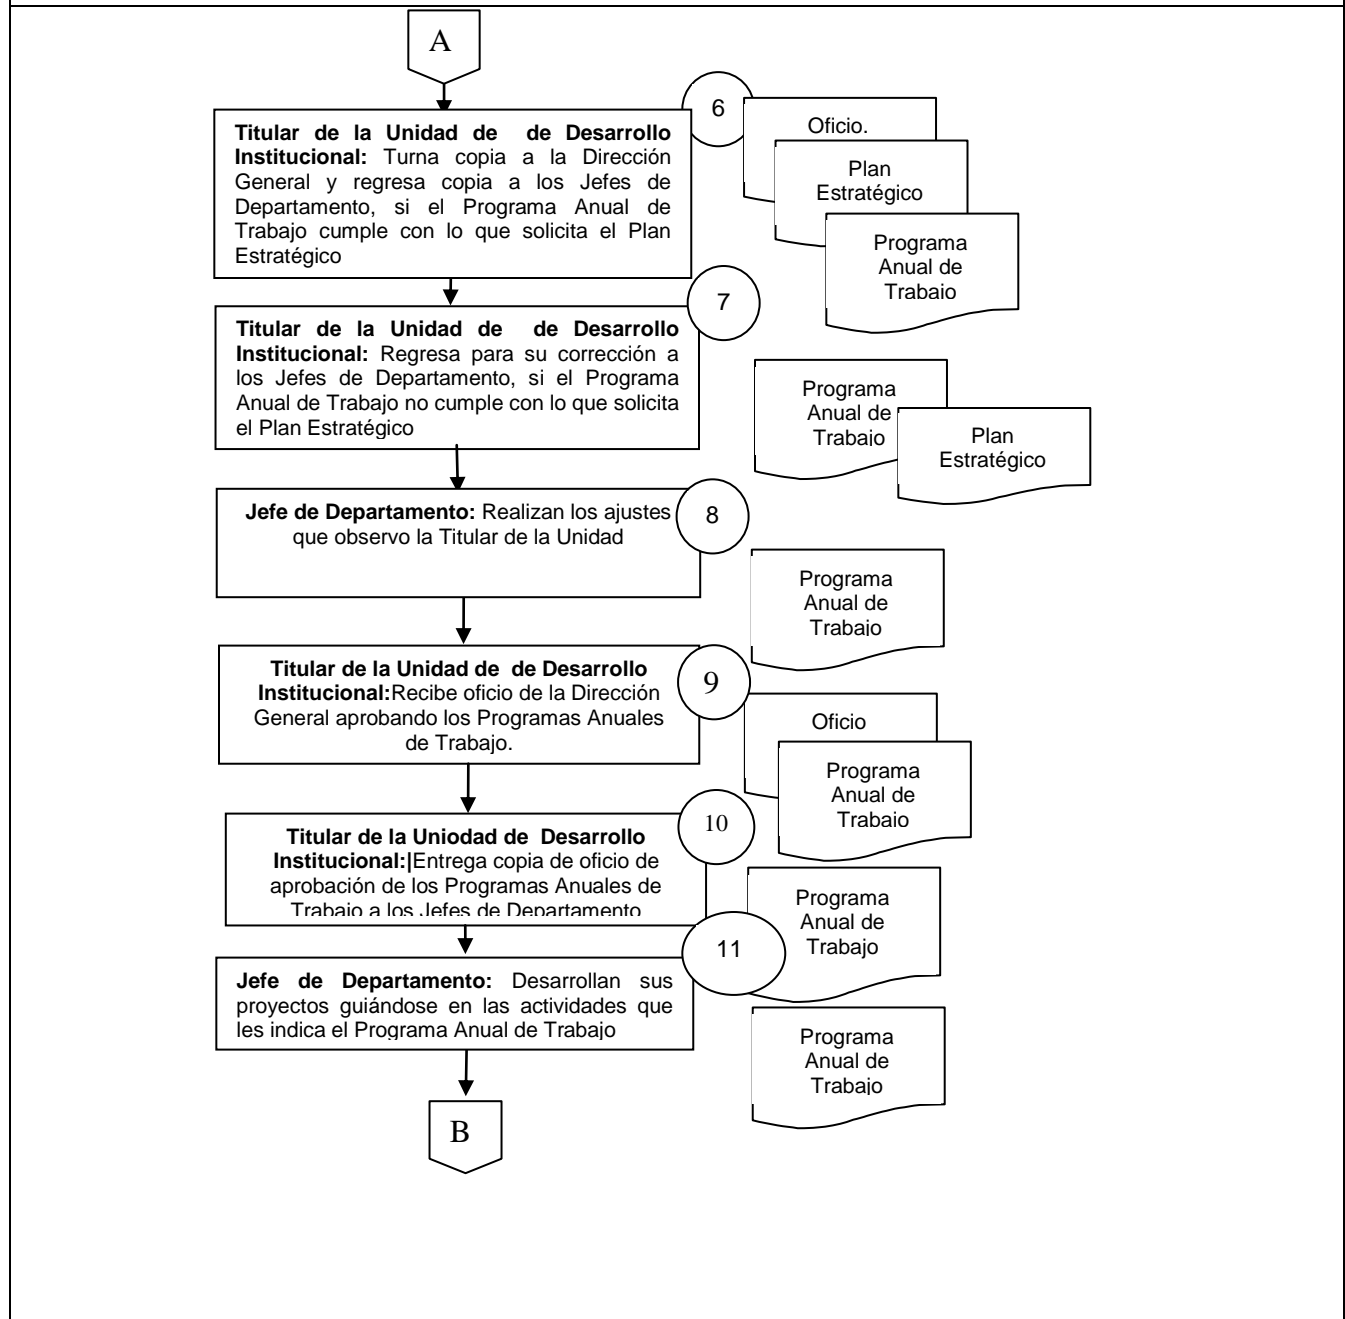 A
6
Titular de la Unidad de de Desarrollo
Institucional: Turna copia a la Dirección
General y regresa copia a los Jefes de
Departamento, si el Programa Anual de
Trabajo cumple con lo que solicita el Plan
Estratégico
Oficio.
Plan
Estratégico
Programa
Anual de
Trabajo
7
Titular de la Unidad de de Desarrollo
Institucional: Regresa para su corrección a
los Jefes de Departamento, si el Programa
Anual de Trabajo no cumple con lo que solicita
el Plan Estratégico
Programa
Anual de
Trabajo
Plan
Estratégico
8
Jefe de Departamento: Realizan los ajustes
que observo la Titular de la Unidad
Programa
Anual de
Trabajo
9
Titular de la Unidad de de Desarrollo
Institucional:Recibe oficio de la Dirección
General aprobando los Programas Anuales
de Trabajo.
Oficio
Programa
Anual de
Trabajo
10
Titular de la Uniodad de Desarrollo
Institucional:|Entrega copia de oficio de
aprobación de los Programas Anuales de
Trabajo a los Jefes de Departamento
Programa
Anual de
Trabajo
11
Jefe de Departamento: Desarrollan sus
proyectos guiándose en las actividades que
les indica el Programa Anual de Trabajo
Programa
Anual de
Trabajo
B